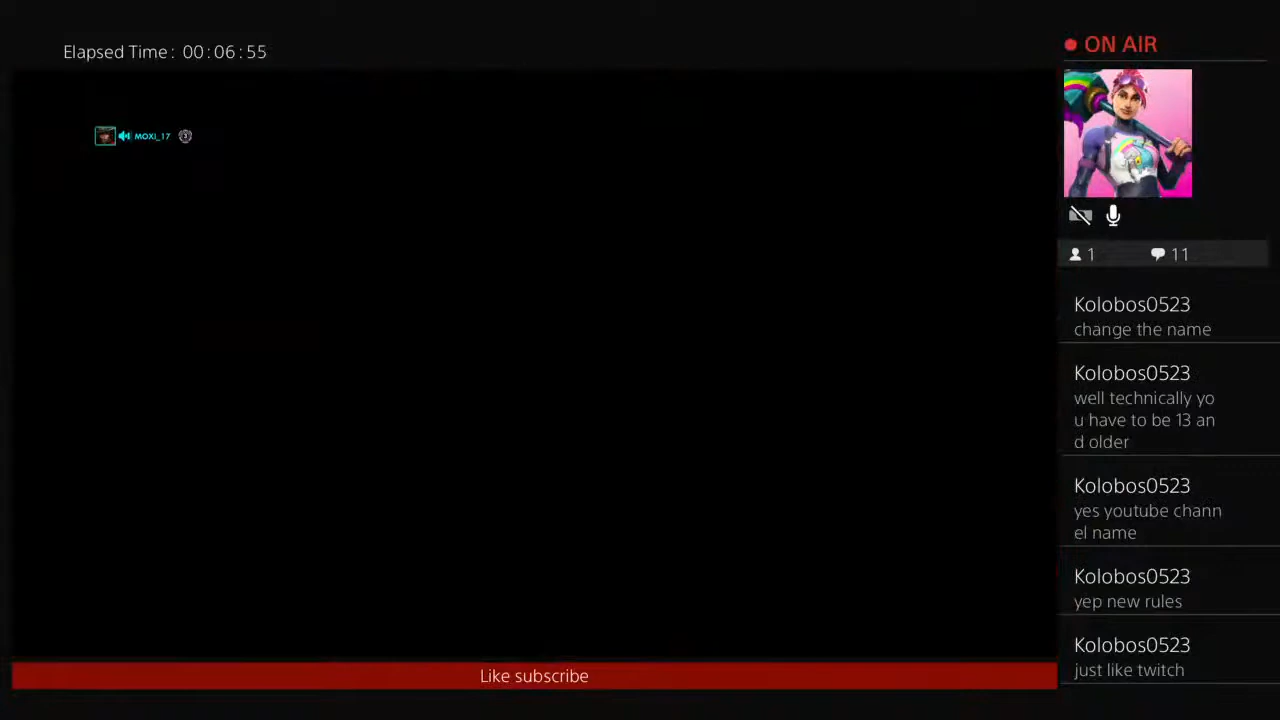 Elapsed Time: 00:06:55
ON AIR
MOXI_17
1
11
Kolobos0523
change the name
Kolobos0523
well technically yo
u have to be 13 an
d older
Kolobos0523
yes youtube chann
el name
Kolobos0523
yep new rules
Kolobos0523
just like twitch
Like subscribe